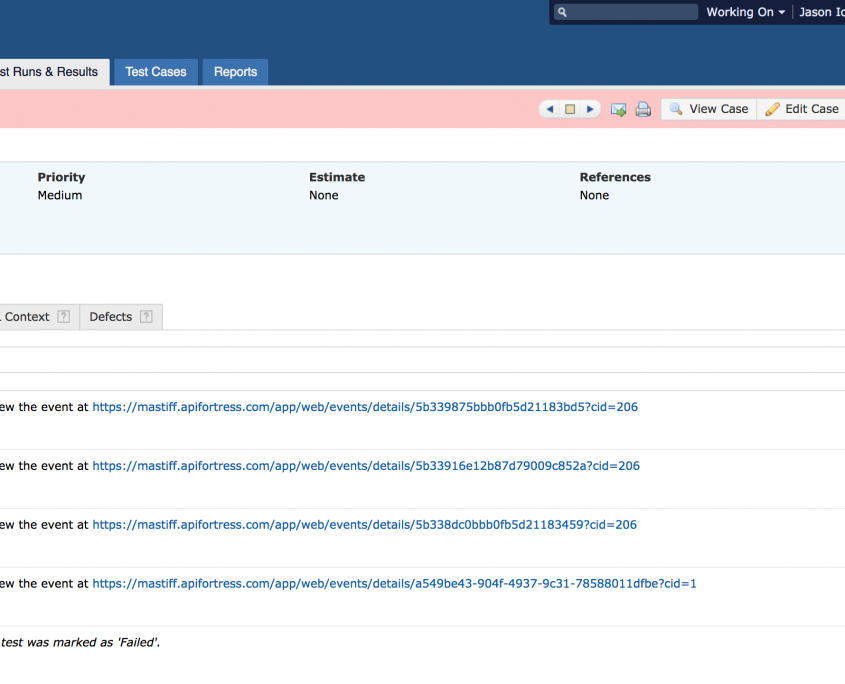 Working On Jason Ic
st Runs & Results Test Cases Reports
View Case Edit Case
Priority Estimate References
Medium None None
Context ? Defects ?
ew the event at https://mastiff.apifortress.com/app/web/events/details/5b339875bbb0fb5d21183bd5?cid=206
ew the event at https://mastiff.apifortress.com/app/web/events/details/5b33916e12b87d79009c852a?cid=206
ew the event at https://mastiff.apifortress.com/app/web/events/details/5b338dc0bbb0fb5d21183459?cid=206
ew the event at https://mastiff.apifortress.com/app/web/events/details/a549be43-904f-4937-9c31-78588011dfbe?cid=1
test was marked as 'Failed'.